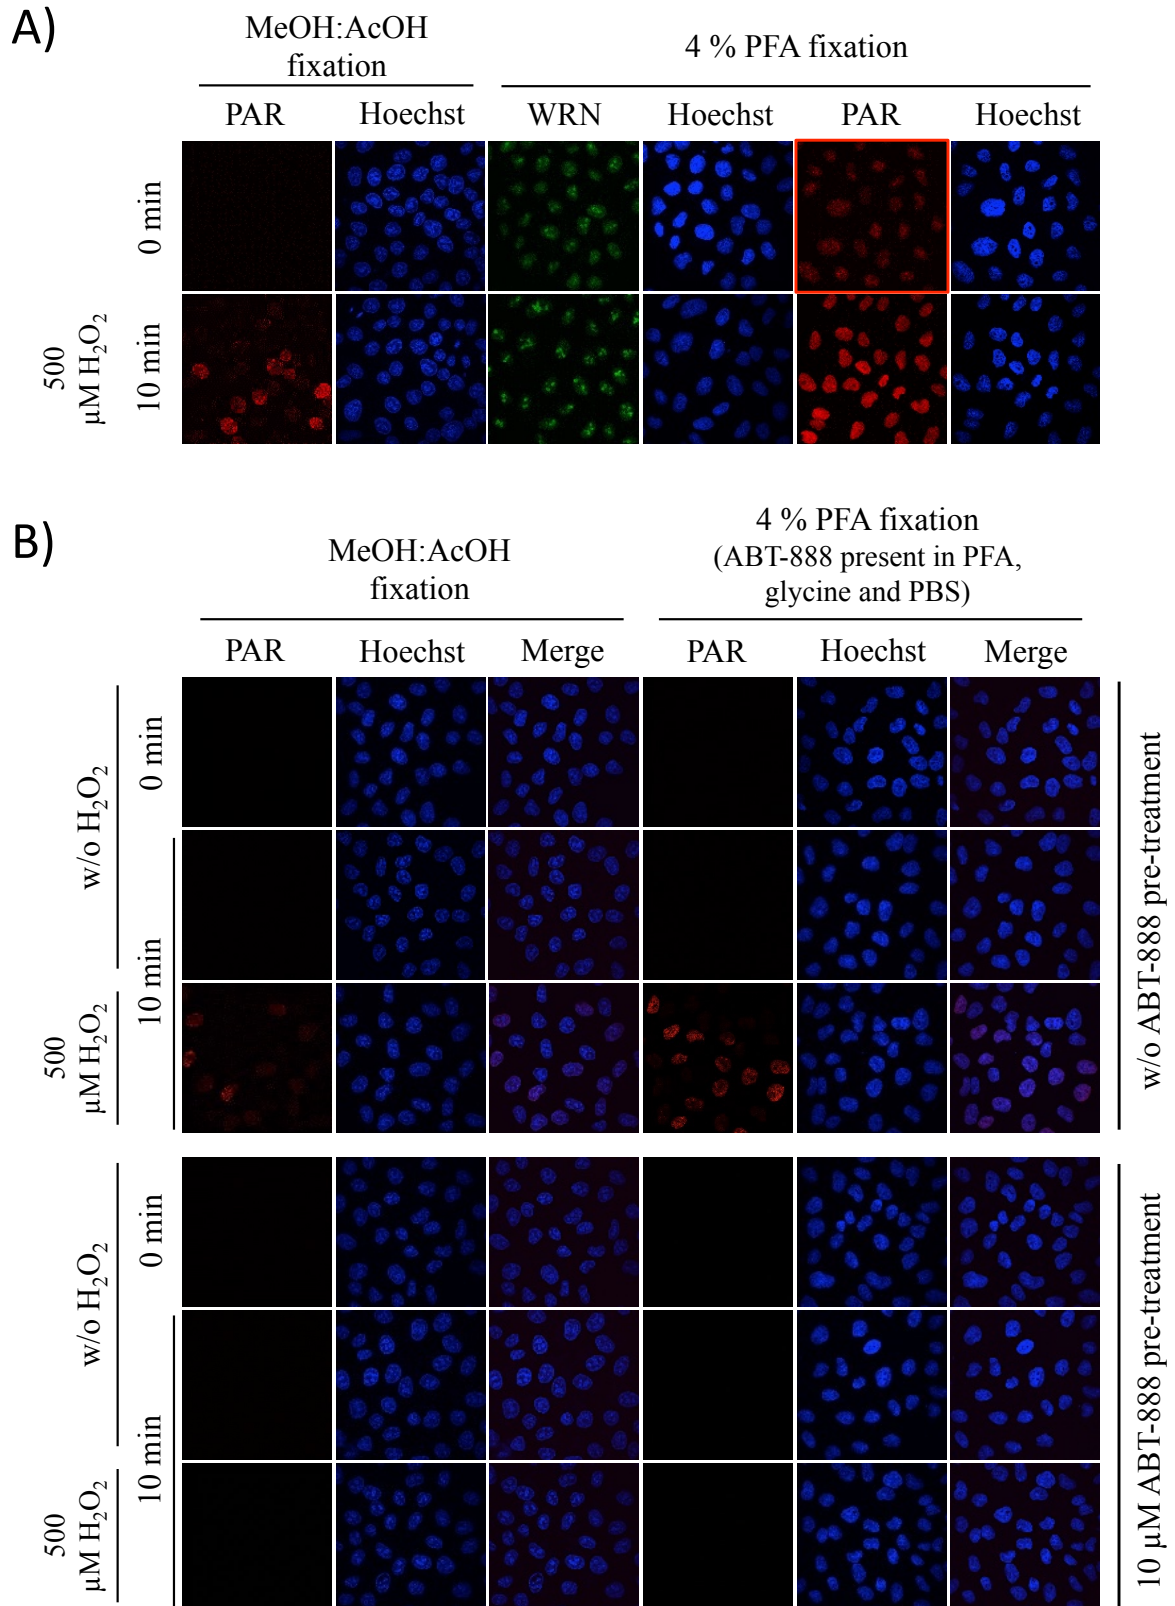 A)
MeOH:AcOH
fixation
4 % PFA fixation
PAR
Hoechst
WRN
Hoechst
PAR
Hoechst
0 min
500
µM H₂O₂
10 min
B)
MeOH:AcOH
fixation
4 % PFA fixation
(ABT-888 present in PFA,
glycine and PBS)
PAR
Hoechst
Merge
PAR
Hoechst
Merge
w/o H₂O₂
0 min
10 min
500
µM H₂O₂
w/o ABT-888 pre-treatment
w/o H₂O₂
0 min
10 min
500
µM H₂O₂
10 µM ABT-888 pre-treatment